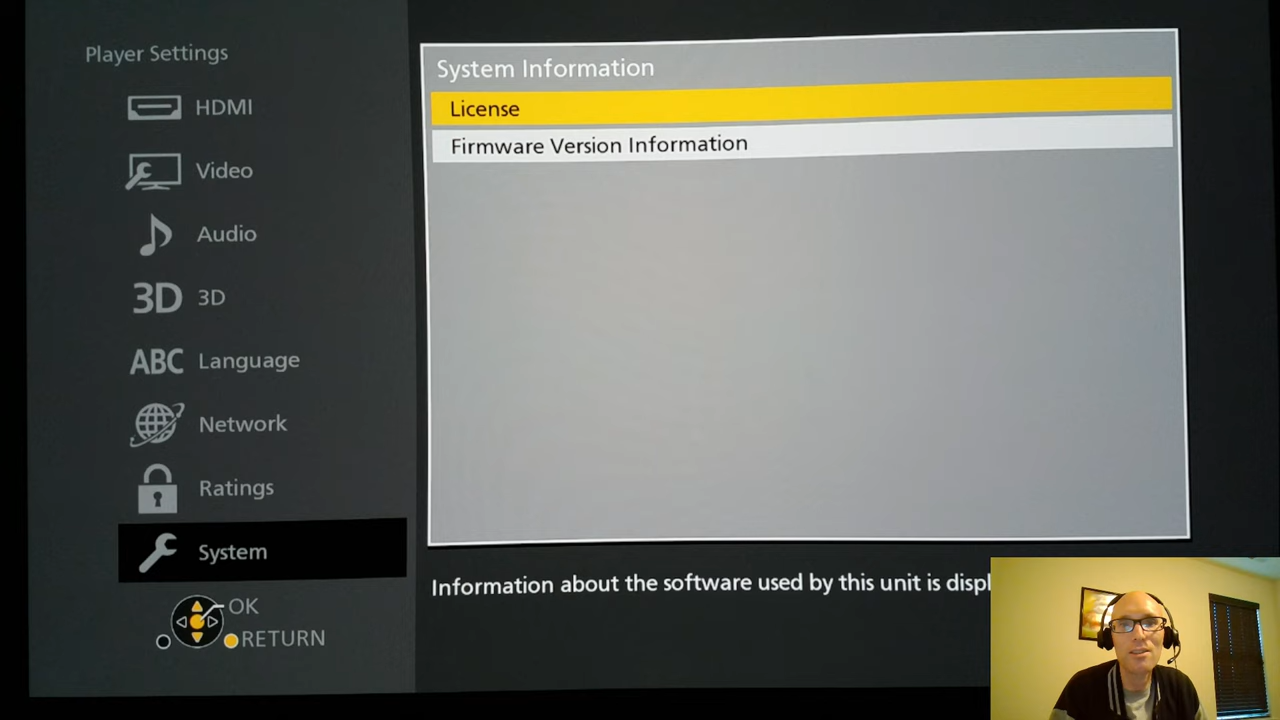 Player Settings
HDMI
Video
Audio
3D 3D
ABC Language
Network
Ratings
System
OK
RETURN
System Information
License
Firmware Version Information
Information about the software used by this unit is